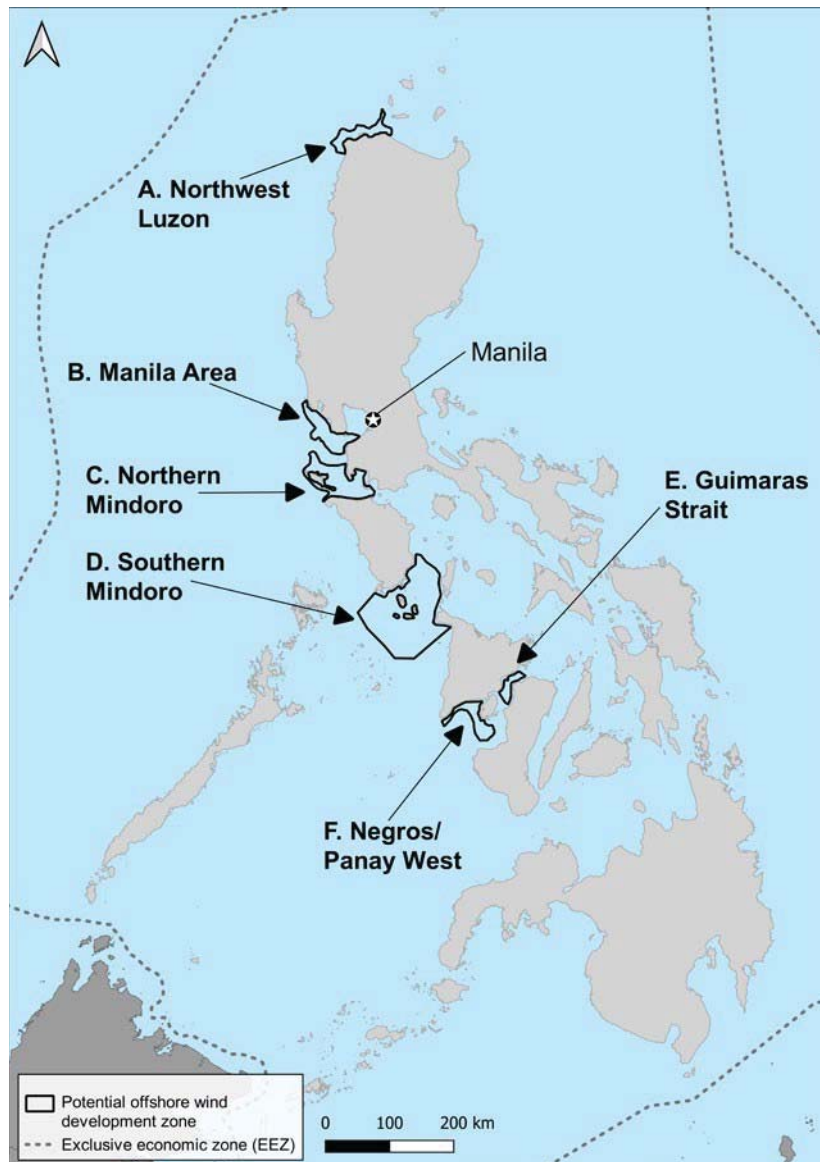 A. Northwest
Luzon
B. Manila Area
Manila
C. Northern
Mindoro
E. Guimaras
Strait
D. Southern
Mindoro
F. Negros/
Panay West
Potential offshore wind
development zone
Exclusive economic zone (EEZ)
0 100 200 km